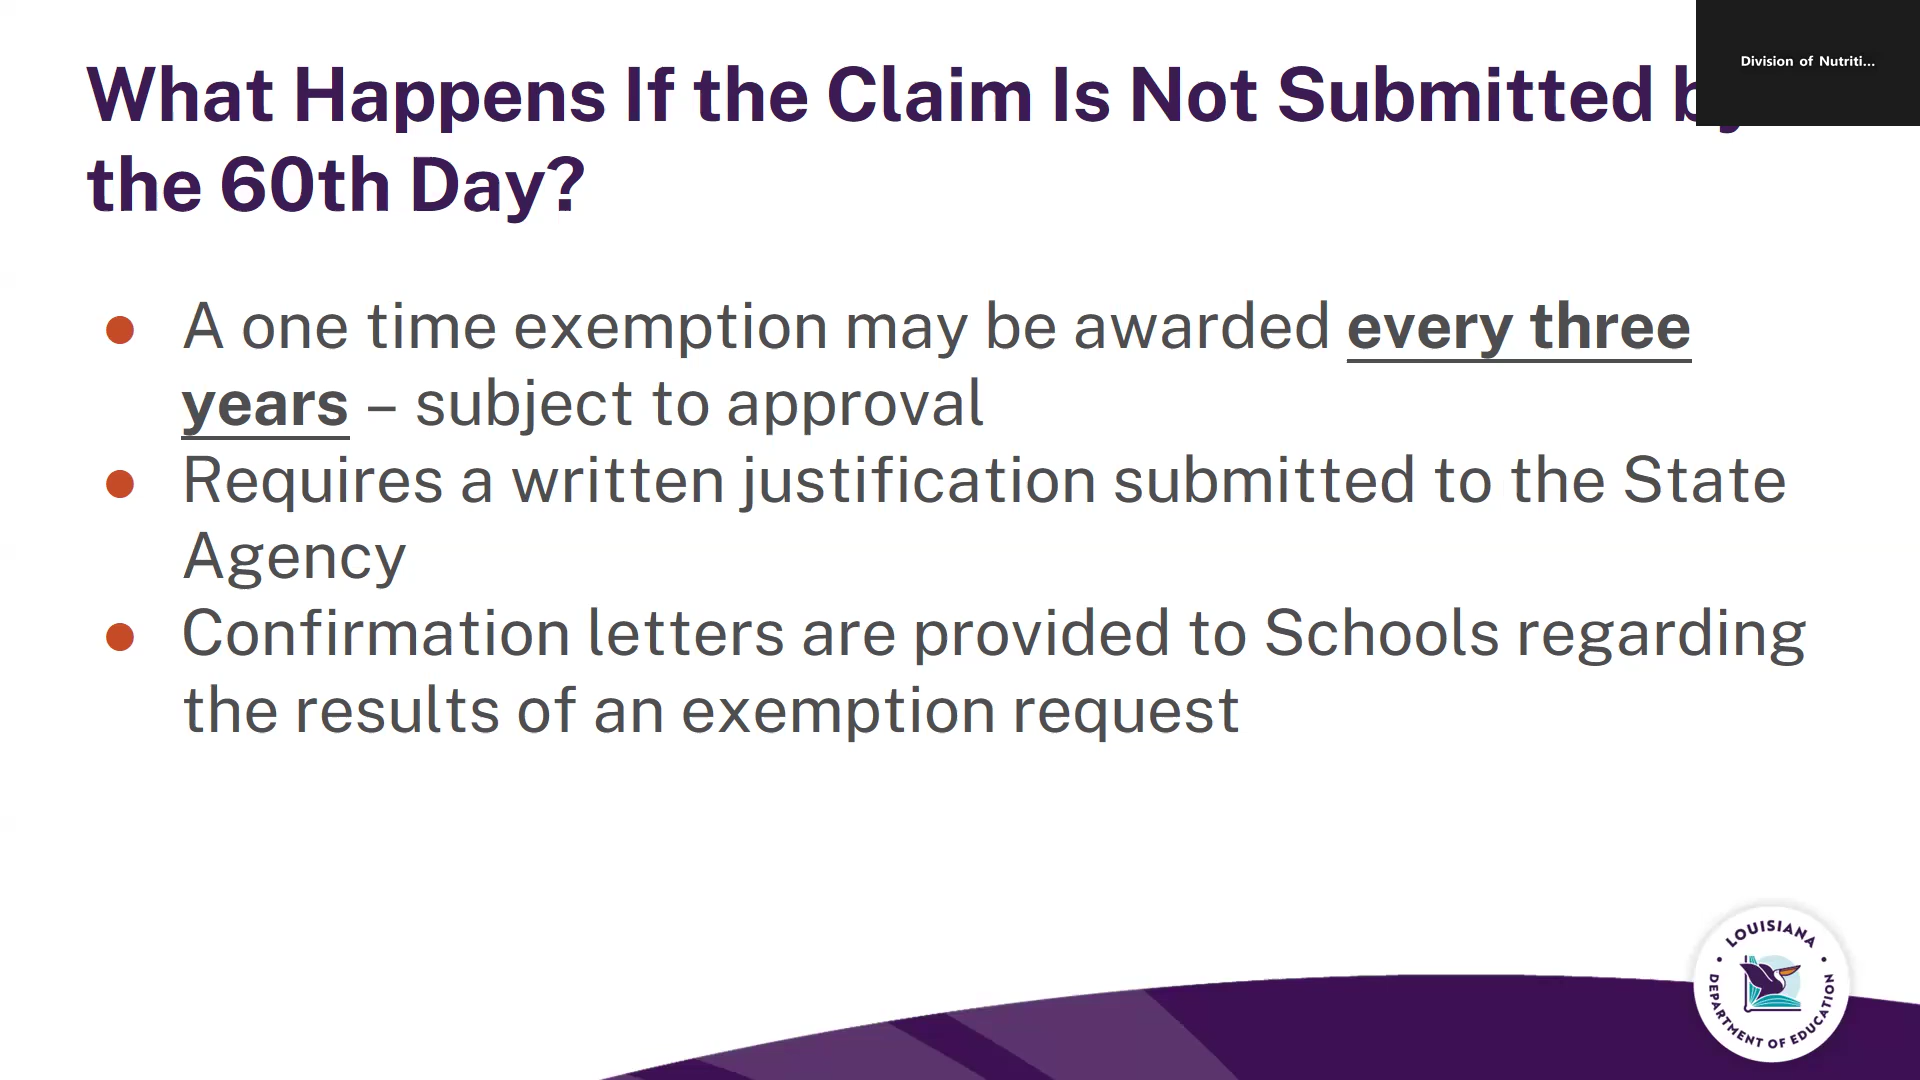 What Happens If the Claim Is Not Submitted by
the 60th Day?
Division of Nutriti...
● A one time exemption may be awarded every three
years – subject to approval
● Requires a written justification submitted to the State
Agency
● Confirmation letters are provided to Schools regarding
the results of an exemption request
LOUISIANA
DEPARTMENT OF EDUCATION